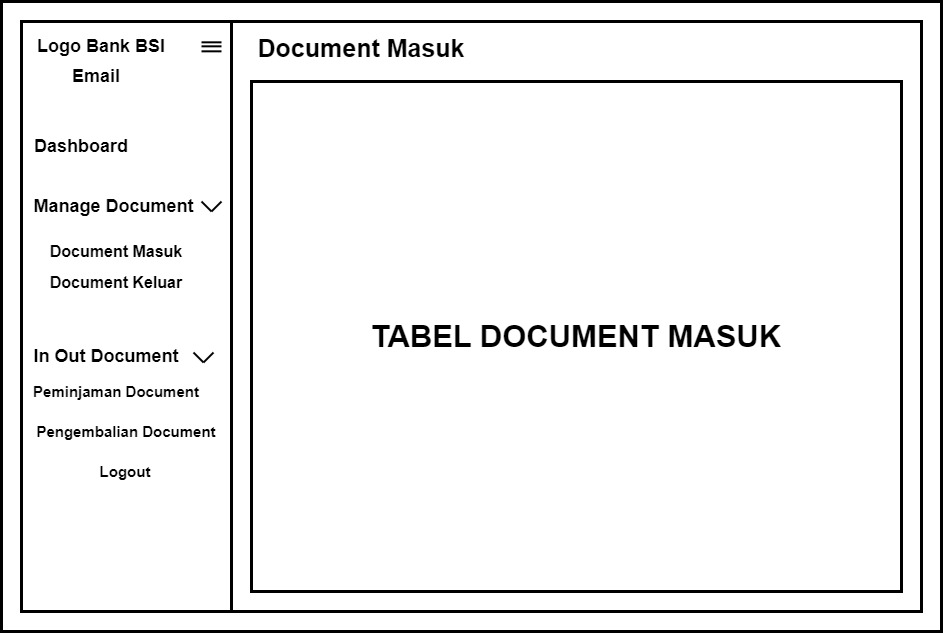 Logo Bank BSI
Email
Dashboard
Manage Document
Document Masuk
Document Keluar
In Out Document
Peminjaman Document
Pengembalian Document
Logout
Document Masuk
TABEL DOCUMENT MASUK